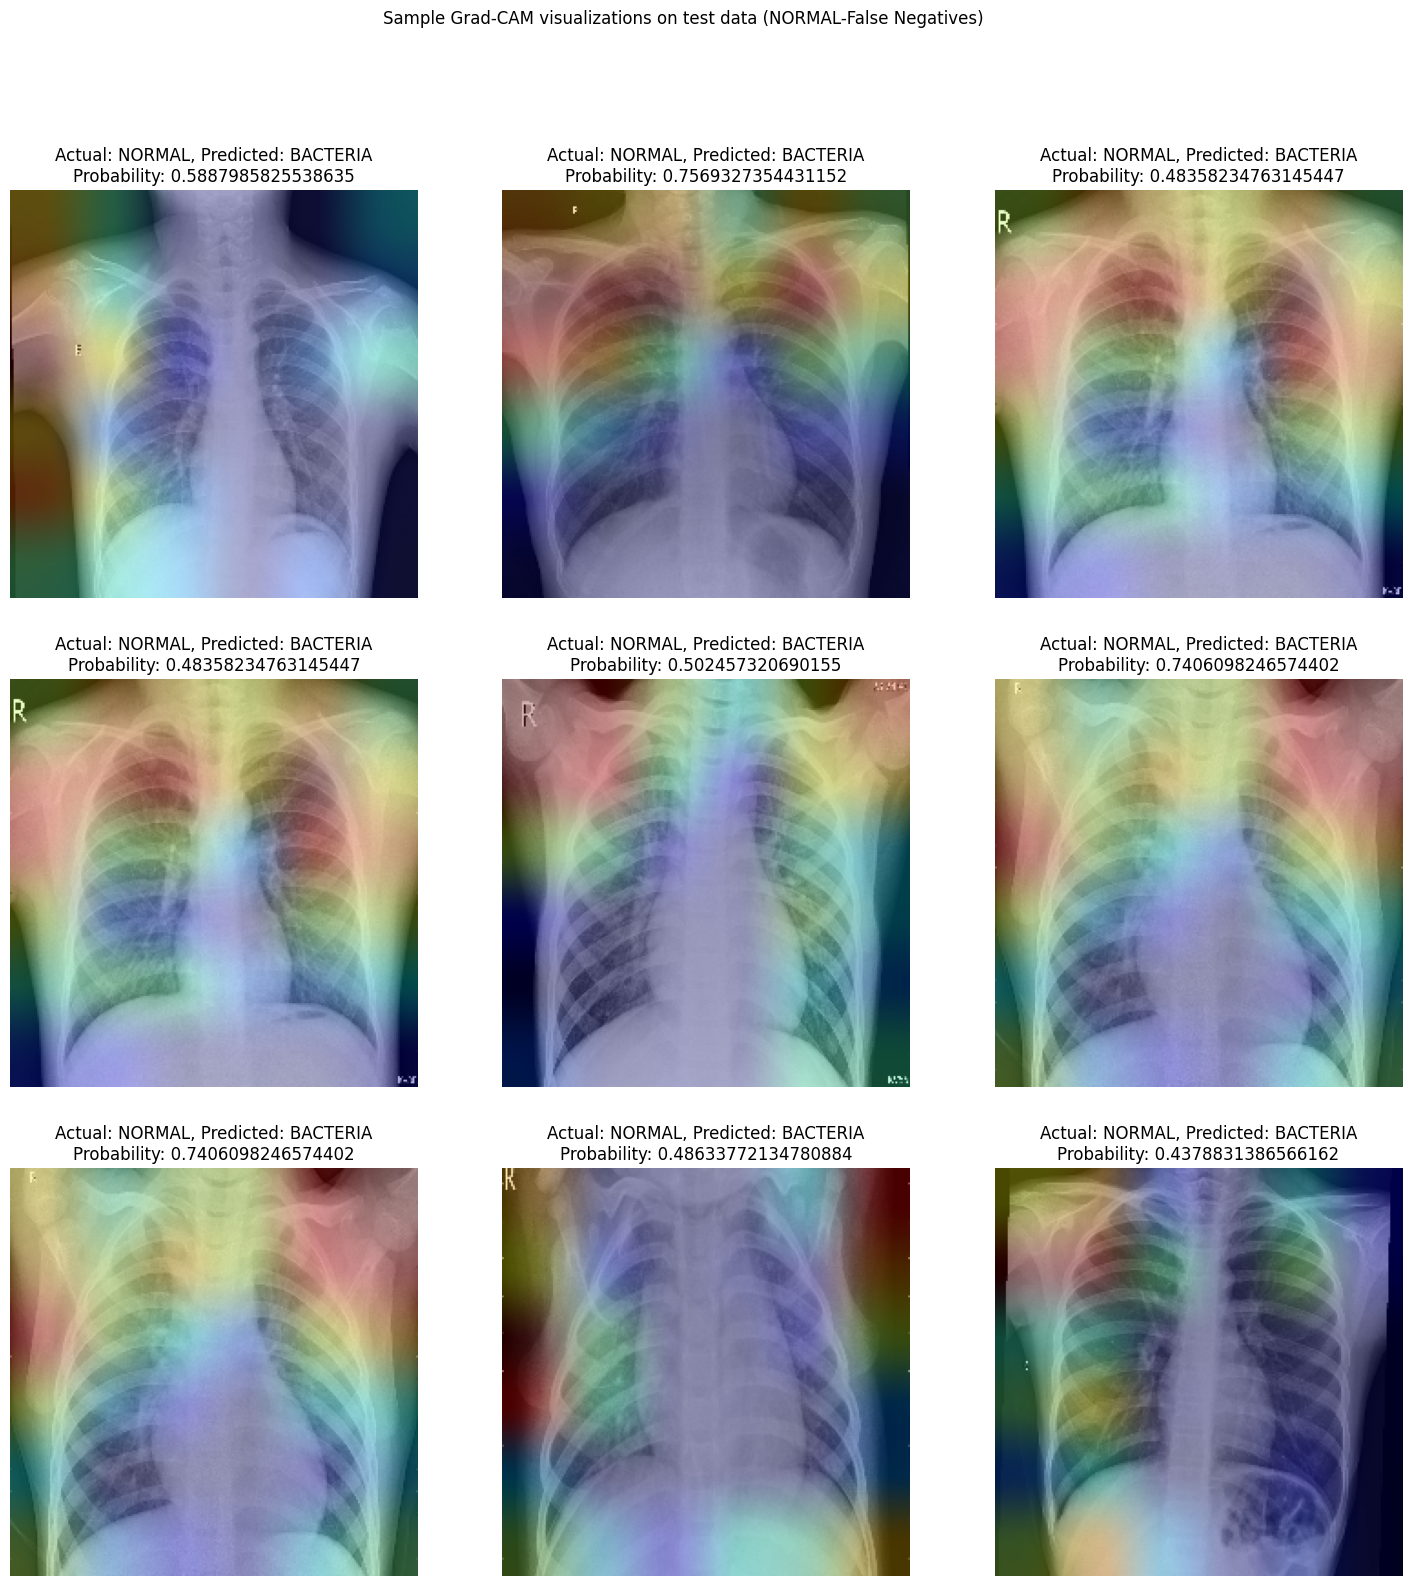 Sample Grad-CAM visualizations on test data (NORMAL-False Negatives)
Actual: NORMAL, Predicted: BACTERIA
Probability: 0.5887985825538635
Actual: NORMAL, Predicted: BACTERIA
Probability: 0.7569327354431152
Actual: NORMAL, Predicted: BACTERIA
Probability: 0.48358234763145447
R
Actual: NORMAL, Predicted: BACTERIA
Probability: 0.48358234763145447
R
Actual: NORMAL, Predicted: BACTERIA
Probability: 0.502457320690155
R
Actual: NORMAL, Predicted: BACTERIA
Probability: 0.7406098246574402
Actual: NORMAL, Predicted: BACTERIA
Probability: 0.7406098246574402
Actual: NORMAL, Predicted: BACTERIA
Probability: 0.48633772134780884
R
Actual: NORMAL, Predicted: BACTERIA
Probability: 0.4378831386566162